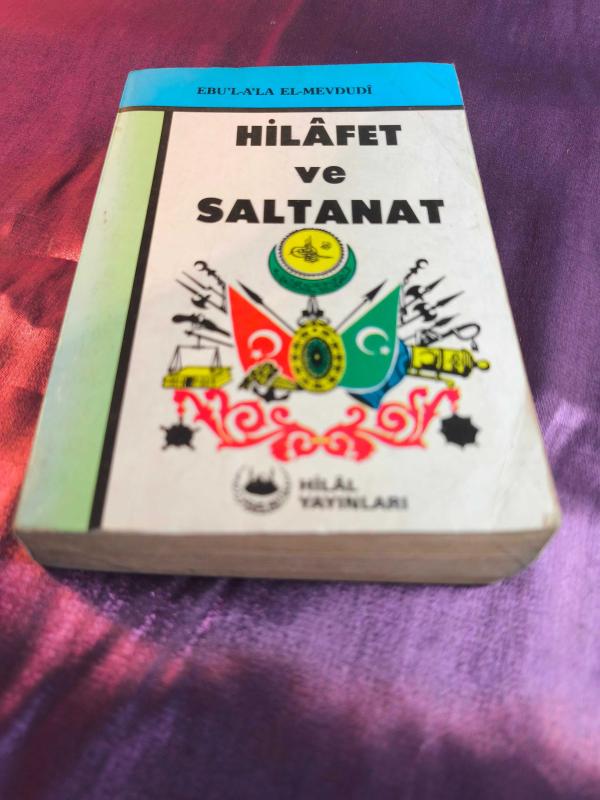 EBU'L-A'LA EL-MEVDUDÎ
HİLÂFET
ve
SALTANAT
HİLÂL
YAYINLARI